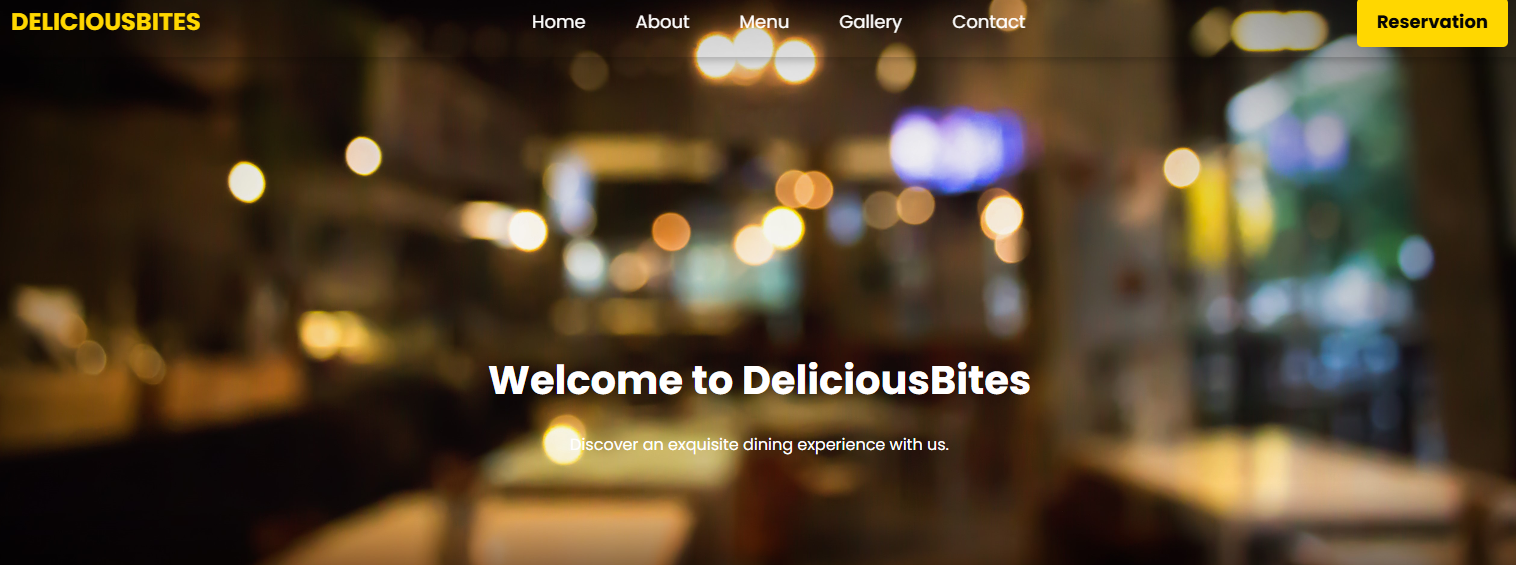 DELICIOUSBITES
Home About Menu Gallery Contact
Reservation
Welcome to DeliciousBites
Discover an exquisite dining experience with us.